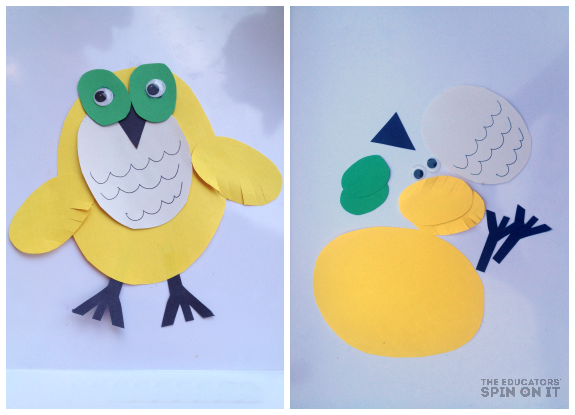 THE EDUCATORS'
SPIN ON IT